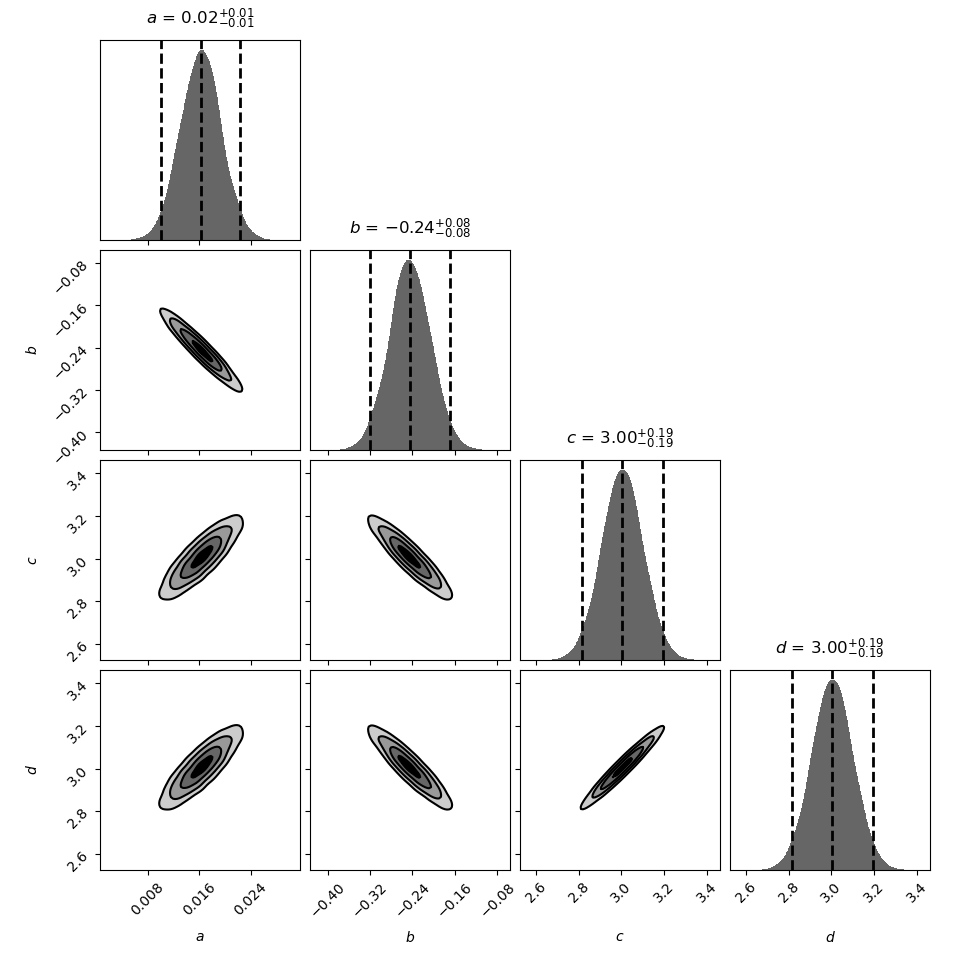 a = 0.02+0.01−0.01
b = −0.24+0.08−0.08
−0.08
−0.16
−0.24
−0.32
−0.40
b
c = 3.00+0.19−0.19
3.4
3.2
3.0
2.8
2.6
c
d = 3.00+0.19−0.19
3.4
3.2
3.0
2.8
2.6
d
0.008 0.016 0.024
−0.40 −0.32 −0.24 −0.16 −0.08
2.6 2.8 3.0 3.2 3.4
2.6 2.8 3.0 3.2 3.4
a b c d